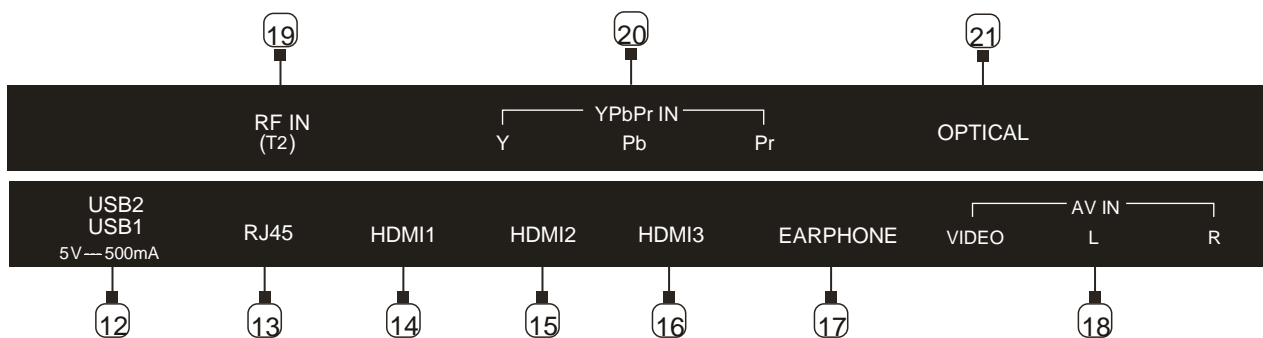 19 20 21
RF IN
(T2)
YPbPr IN
Y Pb Pr
OPTICAL
USB2
USB1
5V⎓500mA
RJ45
HDMI1
HDMI2
HDMI3
EARPHONE
AV IN
VIDEO L R
12 13 14 15 16 17 18